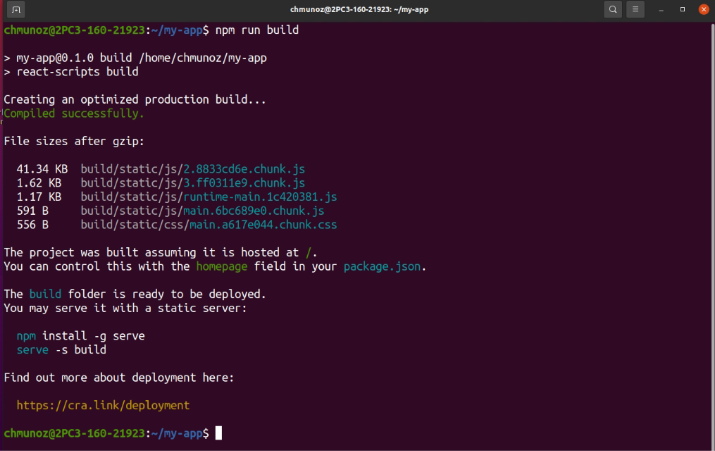 chmunoz@2PC3-160-21923: ~/my-app
chmunoz@2PC3-160-21923:~/my-app$ npm run build
> my-app@0.1.0 build /home/chmunoz/my-app
> react-scripts build
Creating an optimized production build...
Compiled successfully.
File sizes after gzip:
41.34 KB  build/static/js/2.8833cd6e.chunk.js
1.62 KB   build/static/js/3.ff0311e9.chunk.js
1.17 KB   build/static/js/runtime-main.1c420381.js
591 B     build/static/js/main.6bc689e0.chunk.js
556 B     build/static/css/main.a617e044.chunk.css
The project was built assuming it is hosted at /.
You can control this with the homepage field in your package.json.
The build folder is ready to be deployed.
You may serve it with a static server:
npm install -g serve
serve -s build
Find out more about deployment here:
https://cra.link/deployment
chmunoz@2PC3-160-21923:~/my-app$